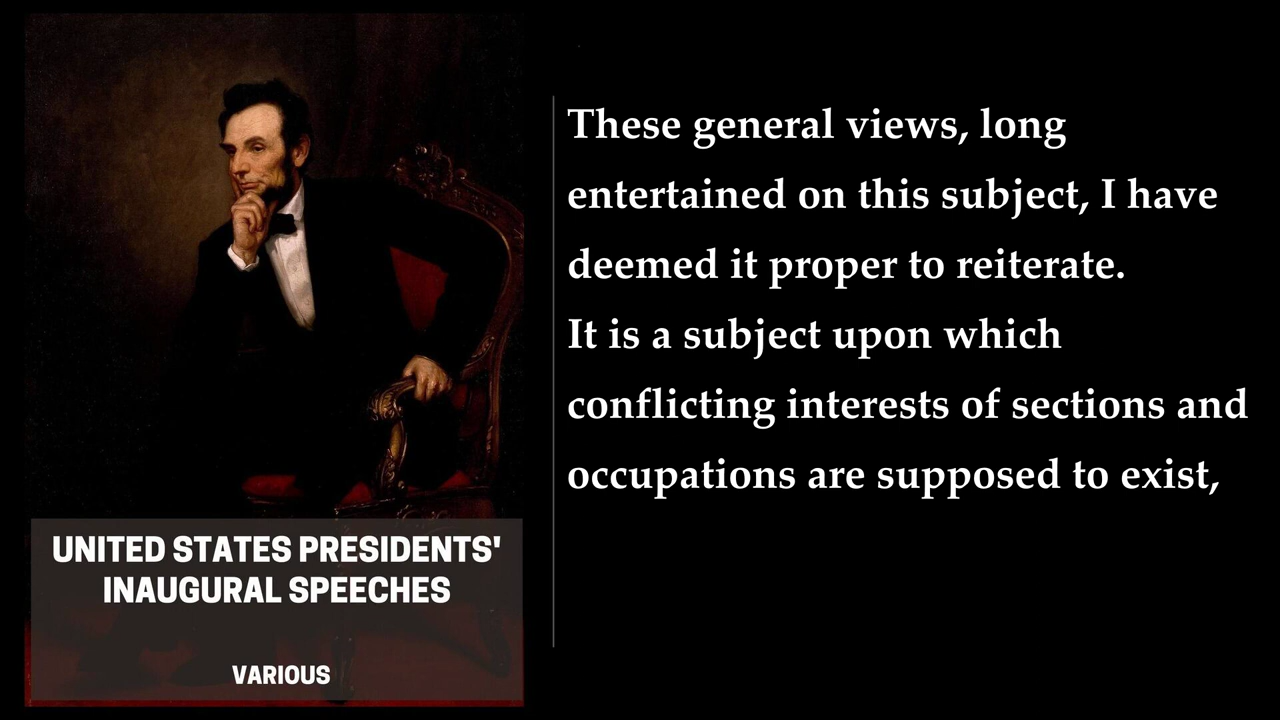 These general views, long
entertained on this subject, I have
deemed it proper to reiterate.
It is a subject upon which
conflicting interests of sections and
occupations are supposed to exist,
UNITED STATES PRESIDENTS'
INAUGURAL SPEECHES
VARIOUS